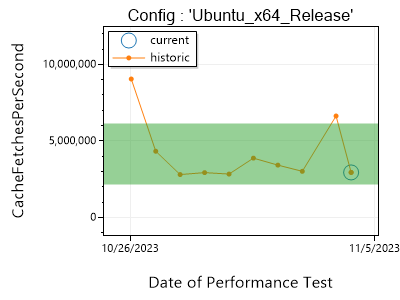 Config : 'Ubuntu_x64_Release'
current
historic
CacheFetchesPerSecond
10,000,000
5,000,000
0
10/26/2023
11/5/2023
Date of Performance Test